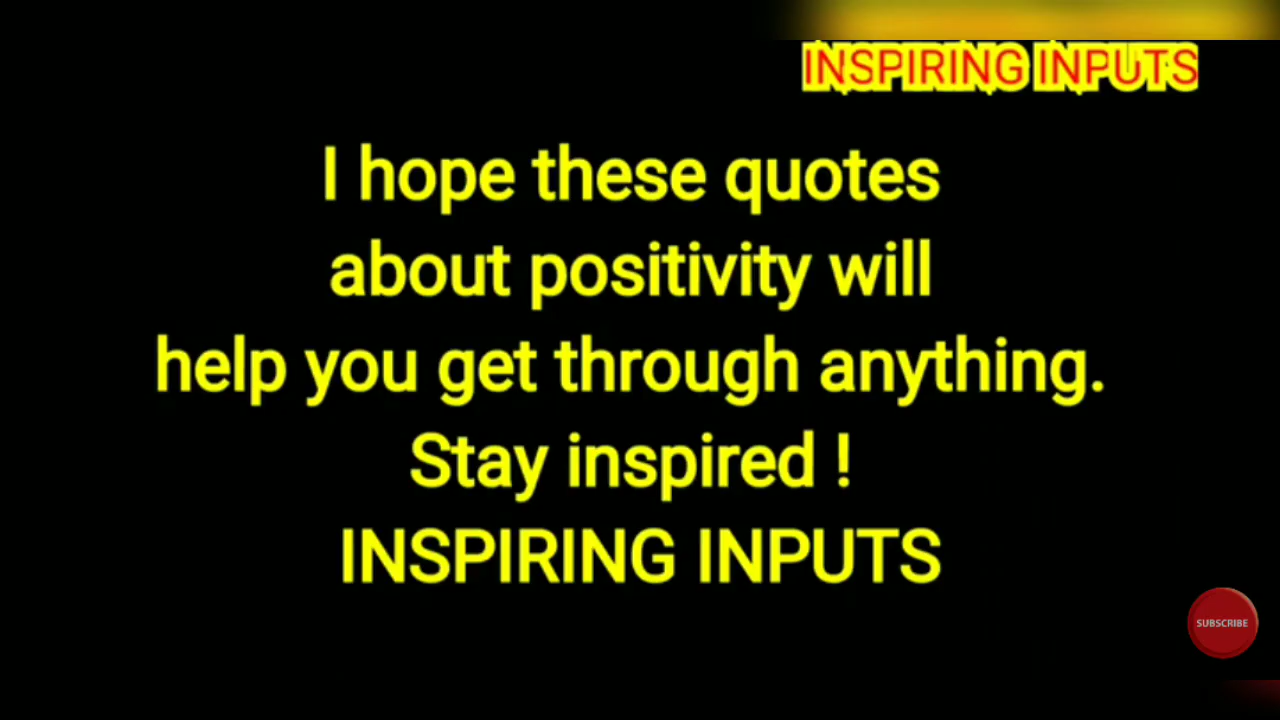 INSPIRING INPUTS
I hope these quotes
about positivity will
help you get through anything.
Stay inspired !
INSPIRING INPUTS
SUBSCRIBE